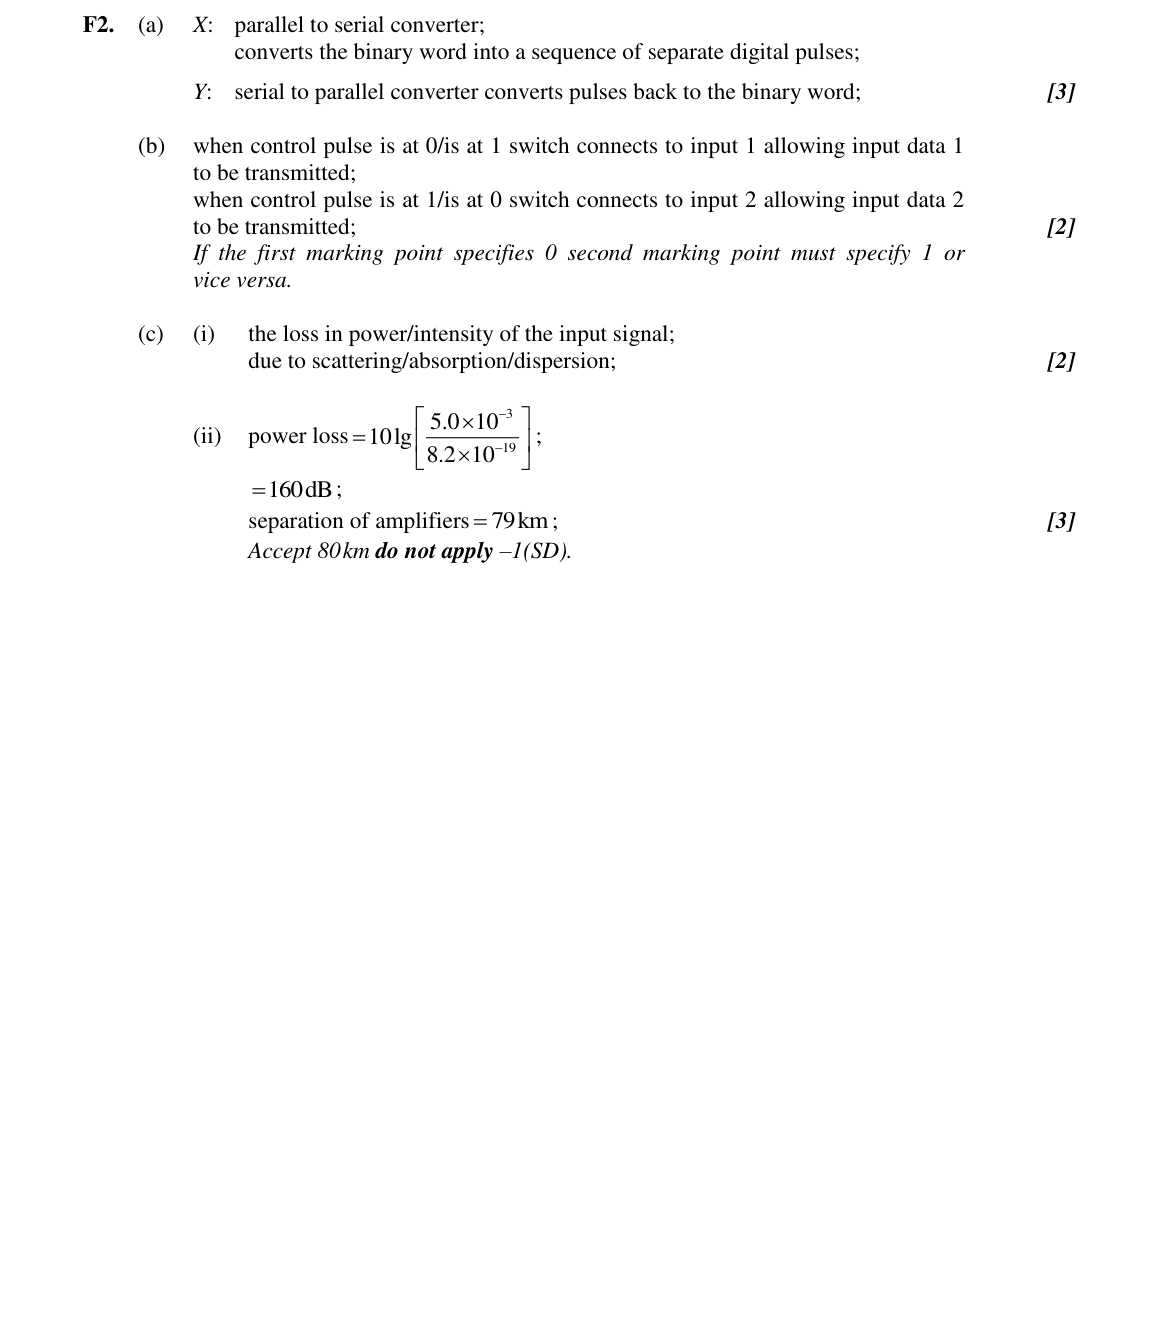 F2. (a) X: parallel to serial converter;
converts the binary word into a sequence of separate digital pulses;
Y: serial to parallel converter converts pulses back to the binary word; [3]
(b) when control pulse is at 0/is at 1 switch connects to input 1 allowing input data 1
to be transmitted;
when control pulse is at 1/is at 0 switch connects to input 2 allowing input data 2
to be transmitted; [2]
If the first marking point specifies 0 second marking point must specify 1 or
vice versa.
(c) (i) the loss in power/intensity of the input signal;
due to scattering/absorption/dispersion; [2]
(ii) power loss = 10 lg [ 5.0×10⁻³ / 8.2×10⁻¹⁹ ] ;
= 160 dB ;
separation of amplifiers = 79 km ; [3]
Accept 80 km do not apply –1(SD).